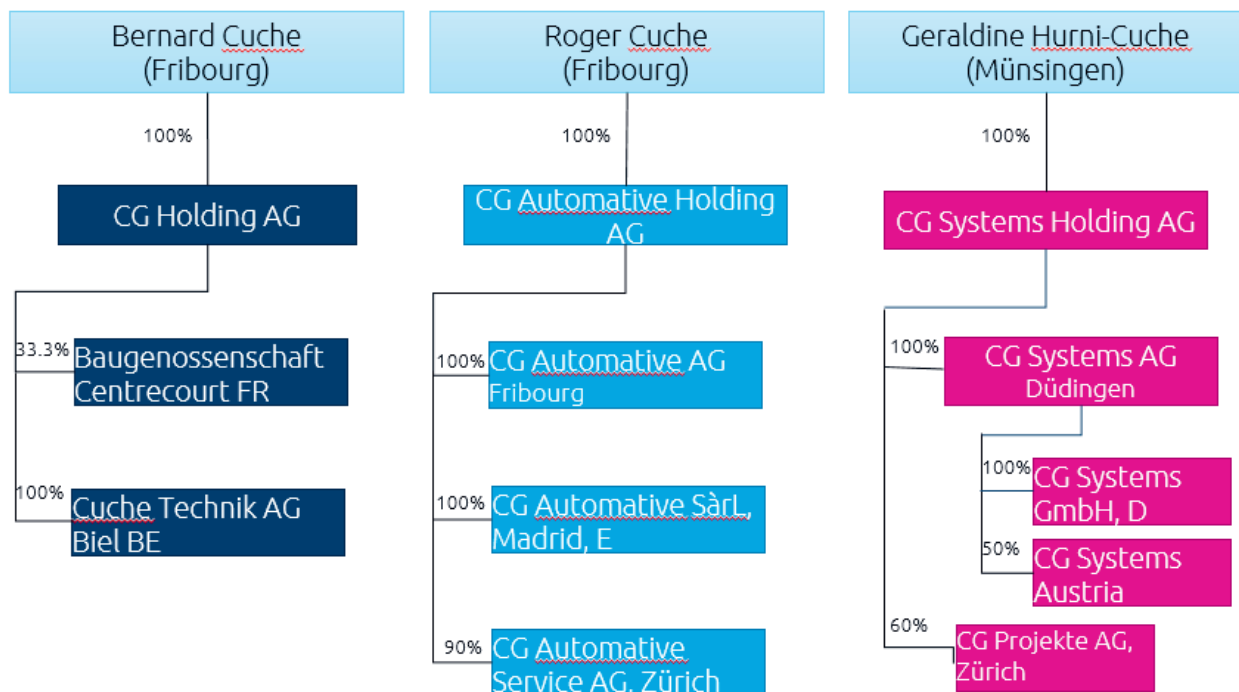 Bernard Cuche
(Fribourg)
Roger Cuche
(Fribourg)
Geraldine Hurni-Cuche
(Münsingen)
100%
100%
100%
CG Holding AG
CG Automative Holding
AG
CG Systems Holding AG
33.3%
Baugenossenschaft
Centrecourt FR
100%
CG Automative AG
Fribourg
100%
CG Systems AG
Düdingen
100%
CG Systems
GmbH, D
100%
Cuche Technik AG
Biel BE
100%
CG Automative SàrL,
Madrid, E
50%
CG Systems
Austria
90%
CG Automative
Service AG, Zürich
60%
CG Projekte AG,
Zürich